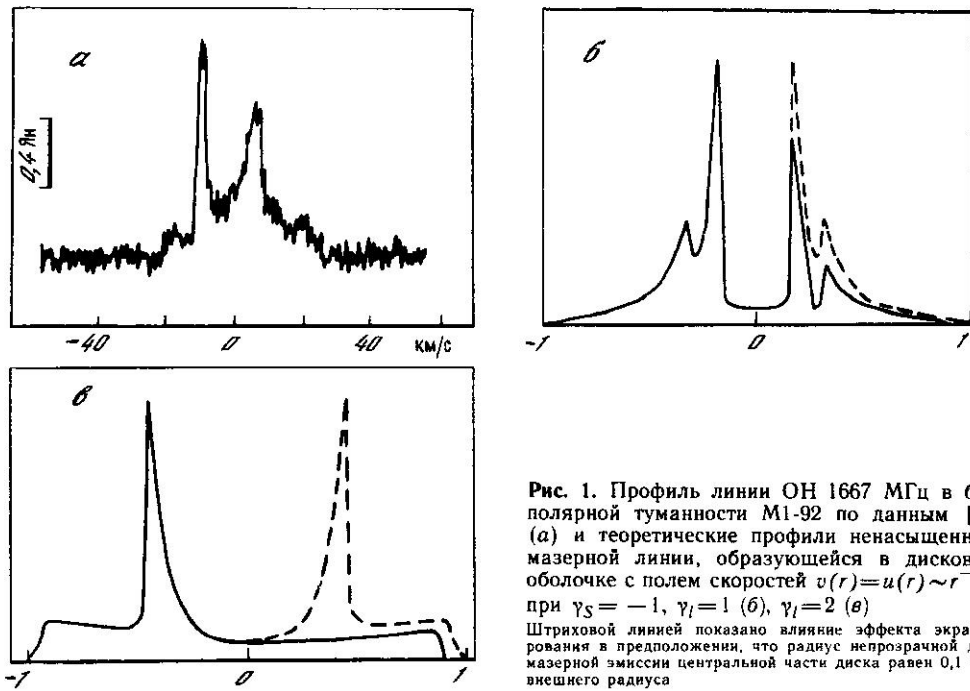 а
0,4 Ян
-40 0 40 км/с
б
-1 0 1
в
-1 0 1
Рис. 1. Профиль линии ОН 1667 МГц в б
полярной туманности М1-92 по данным [
(а) и теоретические профили ненасыщенн
мазерной линии, образующейся в дисков
оболочке с полем скоростей v(r)=u(r)~r⁻
при γS = −1, γl=1 (б), γl=2 (в)
Штриховой линией показано влияние эффекта экра
рования в предположении, что радиус непрозрачной д
мазерной эмиссии центральной части диска равен 0,1
внешнего радиуса